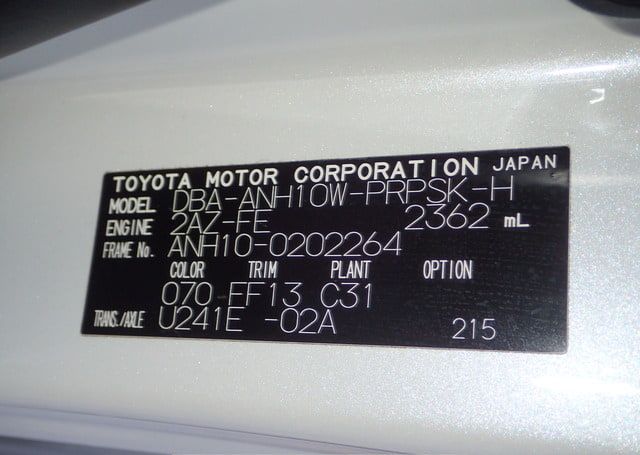 TOYOTA MOTOR CORPORATION JAPAN
MODEL DBA-ANH10W-PRPSK-H
ENGINE 2AZ-FE 2362 mL
FRAME No. ANH10-0202264
COLOR TRIM PLANT OPTION
070 FF13 C31
TRANS./AXLE U241E -02A 215